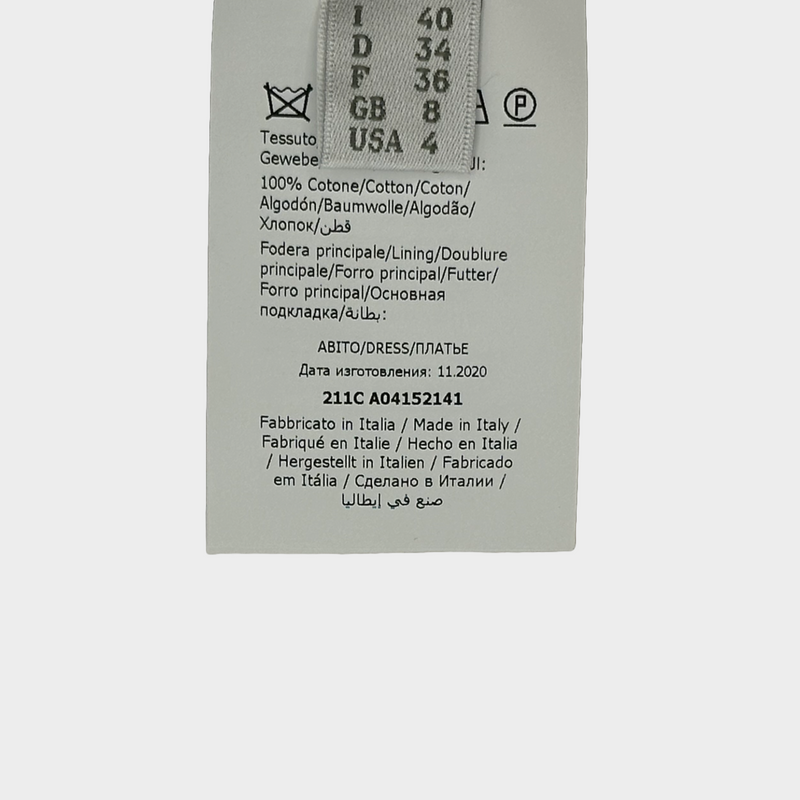 I 40
D 34
F 36
GB 8
USA 4
P
Tessuto
Gewebe
100% Cotone/Cotton/Coton/
Algodón/Baumwolle/Algodão/
Хлопок/قطن
Fodera principale/Lining/Doublure
principale/Forro principal/Futter/
Forro principal/Основная
подкладка/بطانة:
ABITO/DRESS/ПЛАТЬЕ
Дата изготовления: 11.2020
211C A04152141
Fabbricato in Italia / Made in Italy /
Fabriqué en Italie / Hecho en Italia
/ Hergestellt in Italien / Fabricado
em Itália / Сделано в Италии /
صنع في إيطاليا